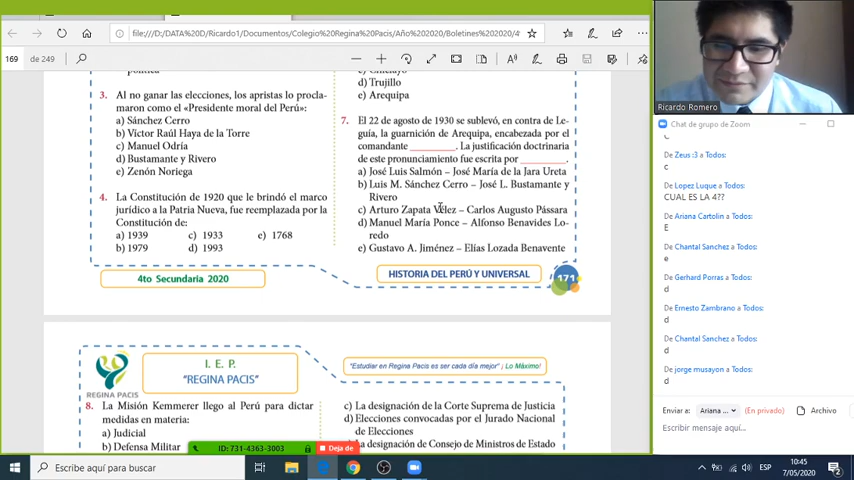 file:///D:/DATA%20D/Ricardo1/Documentos/Colegio%20Regina%20Pacis/Año%202020/Boletines%20/4
169
de 249
política
3. Al no ganar las elecciones, los apristas lo procla-
maron como el «Presidente moral del Perú»:
a) Sánchez Cerro
b) Víctor Raúl Haya de la Torre
c) Manuel Odría
d) Bustamante y Rivero
e) Zenón Noriega
4. La Constitución de 1920 que le brindó el marco
jurídico a la Patria Nueva, fue reemplazada por la
Constitución de:
a) 1939 c) 1933 e) 1768
b) 1979 d) 1993
c) Chiclayo
d) Trujillo
e) Arequipa
7. El 22 de agosto de 1930 se sublevó, en contra de Le-
guía, la guarnición de Arequipa, encabezada por el
comandante ________. La justificación doctrinaria
de este pronunciamiento fue escrita por ________.
a) José Luis Salmón – José María de la Jara Ureta
b) Luis M. Sánchez Cerro – José L. Bustamante y
Rivero
c) Arturo Zapata Vélez – Carlos Augusto Pássara
d) Manuel María Ponce – Alfonso Benavides Lo-
redo
e) Gustavo A. Jiménez – Elías Lozada Benavente
4to Secundaria 2020
HISTORIA DEL PERÚ Y UNIVERSAL
171
REGINA PACIS
I. E. P.
"REGINA PACIS"
"Estudiar en Regina Pacis es ser cada día mejor" ¡ Lo Máximo!
8. La Misión Kemmerer llego al Perú para dictar
medidas en materia:
a) Judicial
b) Defensa Militar
c) La designación de la Corte Suprema de Justicia
d) Elecciones convocadas por el Jurado Nacional
de Elecciones
La designación de Consejo de Ministros de Estado
ID: 731-4363-3003
Deja de
Ricardo Romero
Chat de grupo de Zoom
De Zeus :3 a Todos:
c
De Lopez Luque a Todos:
CUAL ES LA 4??
De Ariana Cartolin a Todos:
E
De Chantal Sanchez a Todos:
e
De Gerhard Porras a Todos:
d
De Ernesto Zambrano a Todos:
d
De Chantal Sanchez a Todos:
d
De jorge musayon a Todos:
d
Enviar a: Ariana ... (En privado) Archivo
Escribir mensaje aquí...
Escribe aquí para buscar
ESP
10:45
7/05/2020
2